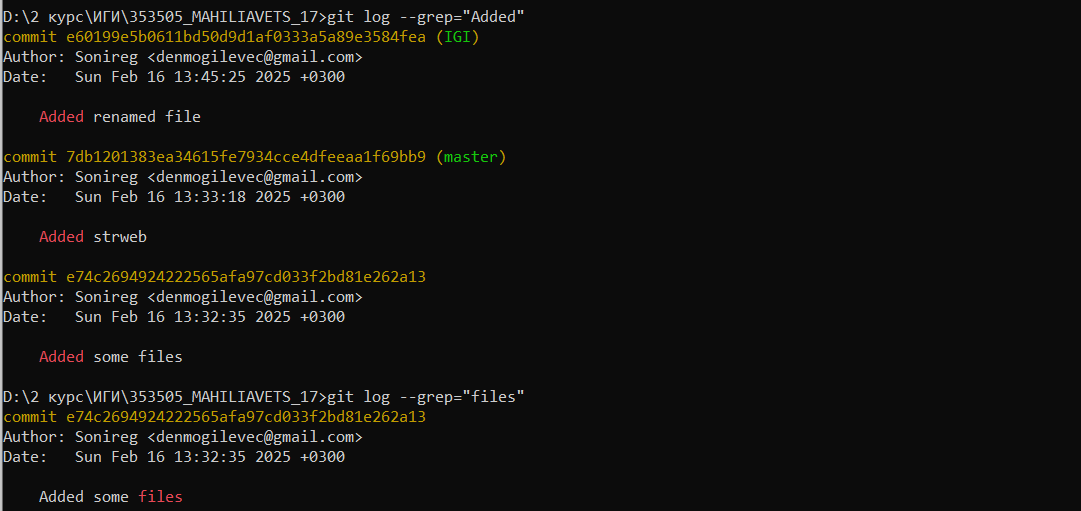 D:\2 курс\ИГИ\353505_MAHILIAVETS_17>git log --grep="Added"
commit e60199e5b0611bd50d9d1af0333a5a89e3584fea (IGI)
Author: Sonireg <denmogilevec@gmail.com>
Date:   Sun Feb 16 13:45:25 2025 +0300
Added renamed file
commit 7db1201383ea34615fe7934cce4dfeeaa1f69bb9 (master)
Author: Sonireg <denmogilevec@gmail.com>
Date:   Sun Feb 16 13:33:18 2025 +0300
Added strweb
commit e74c2694924222565afa97cd033f2bd81e262a13
Author: Sonireg <denmogilevec@gmail.com>
Date:   Sun Feb 16 13:32:35 2025 +0300
Added some files
D:\2 курс\ИГИ\353505_MAHILIAVETS_17>git log --grep="files"
commit e74c2694924222565afa97cd033f2bd81e262a13
Author: Sonireg <denmogilevec@gmail.com>
Date:   Sun Feb 16 13:32:35 2025 +0300
Added some files